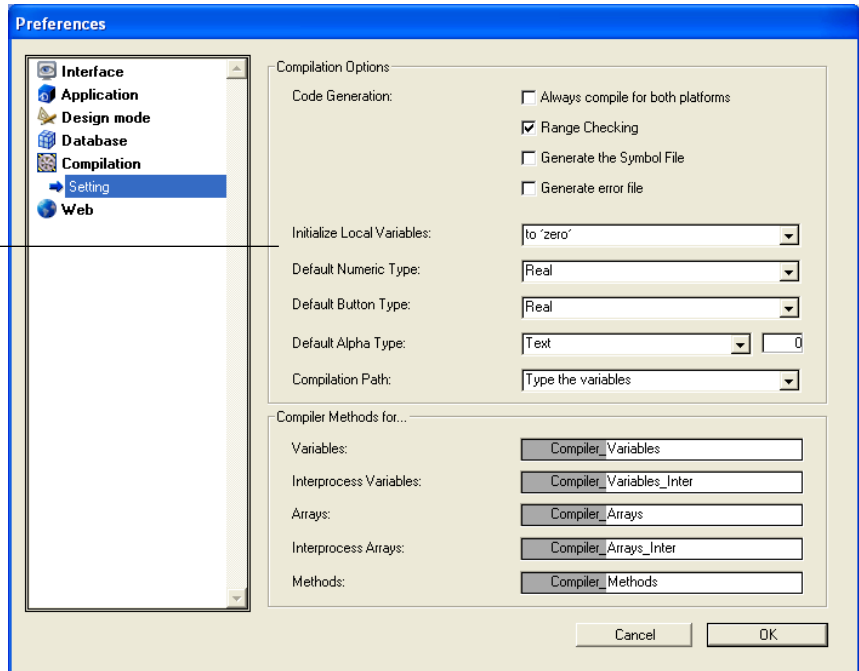 Preferences
Interface
Application
Design mode
Database
Compilation
Setting
Web
Compilation Options
Code Generation:
Always compile for both platforms
Range Checking
Generate the Symbol File
Generate error file
Initialize Local Variables: to 'zero'
Default Numeric Type: Real
Default Button Type: Real
Default Alpha Type: Text 0
Compilation Path: Type the variables
Compiler Methods for...
Variables: Compiler_Variables
Interprocess Variables: Compiler_Variables_Inter
Arrays: Compiler_Arrays
Interprocess Arrays: Compiler_Arrays_Inter
Methods: Compiler_Methods
Cancel OK